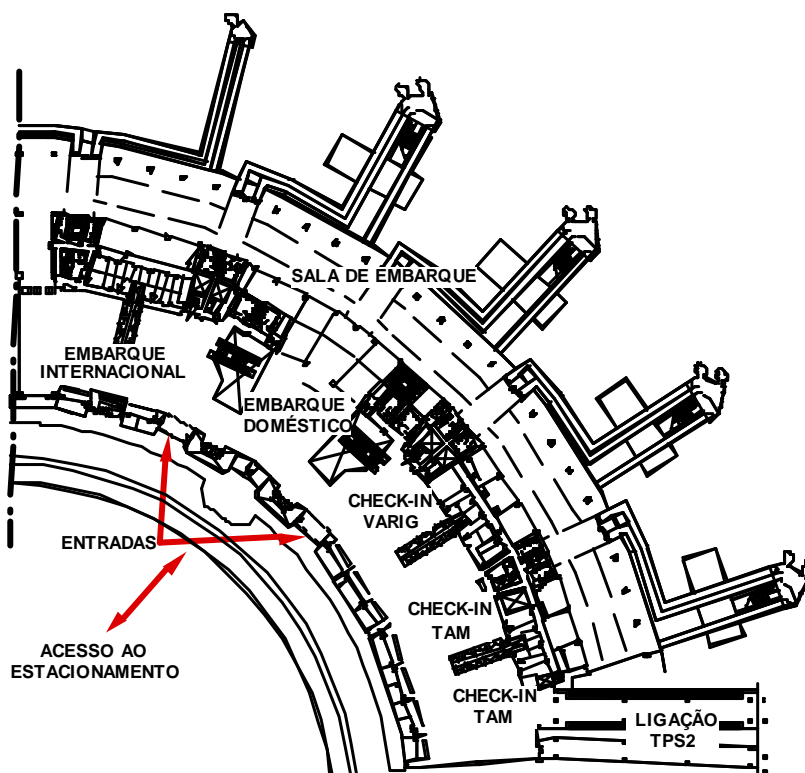 SALA DE EMBARQUE
EMBARQUE
INTERNACIONAL
EMBARQUE
DOMÉSTICO
CHECK-IN
VARIG
ENTRADAS
CHECK-IN
TAM
ACESSO AO
ESTACIONAMENTO
CHECK-IN
TAM
LIGAÇÃO
TPS2